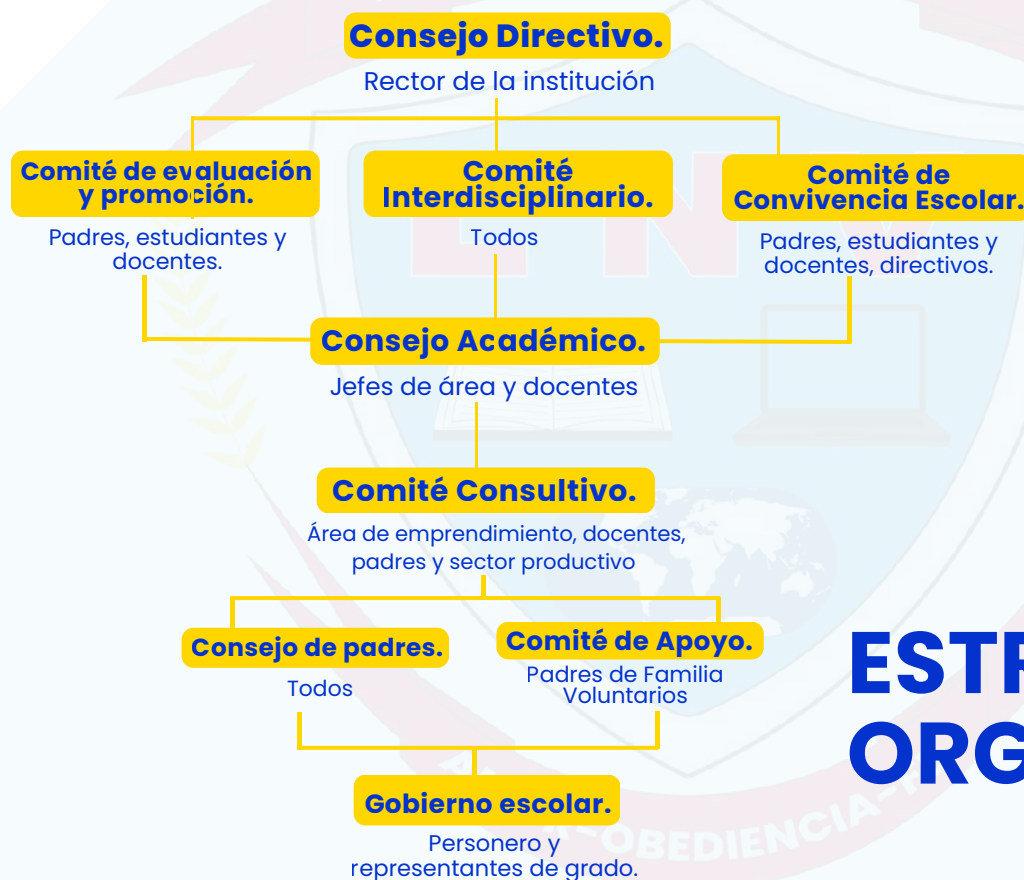 Consejo Directivo.
Rector de la institución
Comité de evaluación
y promoción.
Padres, estudiantes y
docentes.
Comité
Interdisciplinario.
Todos
Comité de
Convivencia Escolar.
Padres, estudiantes y
docentes, directivos.
Consejo Académico.
Jefes de área y docentes
Comité Consultivo.
Área de emprendimiento, docentes,
padres y sector productivo
Consejo de padres.
Todos
Comité de Apoyo.
Padres de Familia
Voluntarios
Gobierno escolar.
Personero y
representantes de grado.
ESTR
ORG
ENV
-OBEDIENCIA-